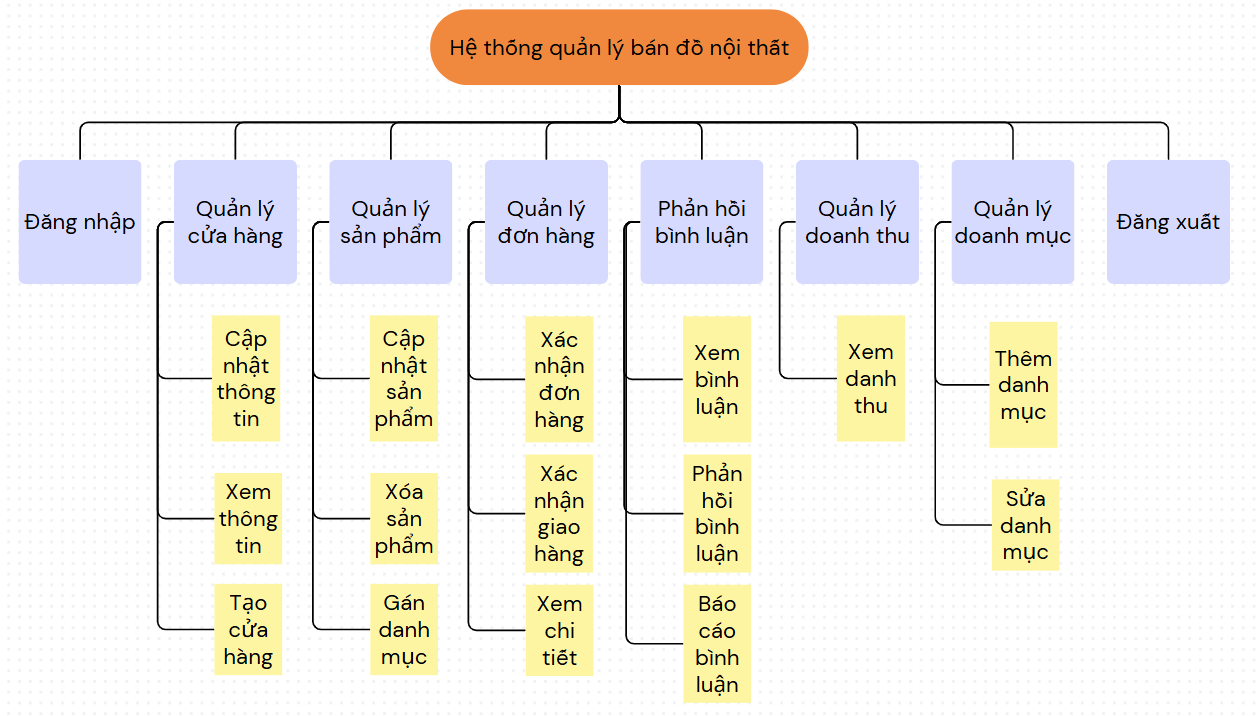 Hệ thống quản lý bán đồ nội thất
Đăng nhập
Quản lý
cửa hàng
Quản lý
sản phẩm
Quản lý
đơn hàng
Phản hồi
bình luận
Quản lý
doanh thu
Quản lý
doanh mục
Đăng xuất
Cập
nhật
thông
tin
Xem
thông
tin
Tạo
cửa
hàng
Cập
nhật
sản
phẩm
Xóa
sản
phẩm
Gán
danh
mục
Xác
nhận
đơn
hàng
Xác
nhận
giao
hàng
Xem
chi
tiết
Xem
bình
luận
Phản
hồi
bình
luận
Báo
cáo
bình
luận
Xem
danh
thu
Thêm
danh
mục
Sửa
danh
mục